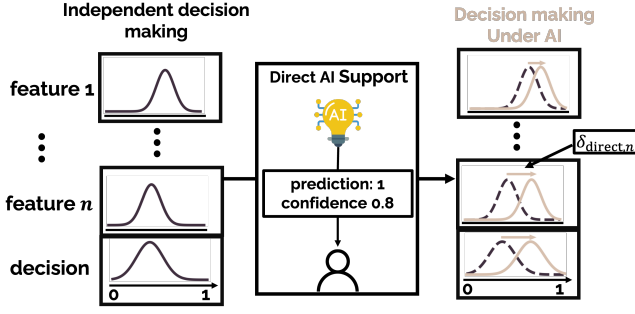 Independent decision
making
Decision making
Under AI
feature 1
feature n
decision
0 1
Direct AI Support
AI
prediction: 1
confidence 0.8
δdirect,n
0 1